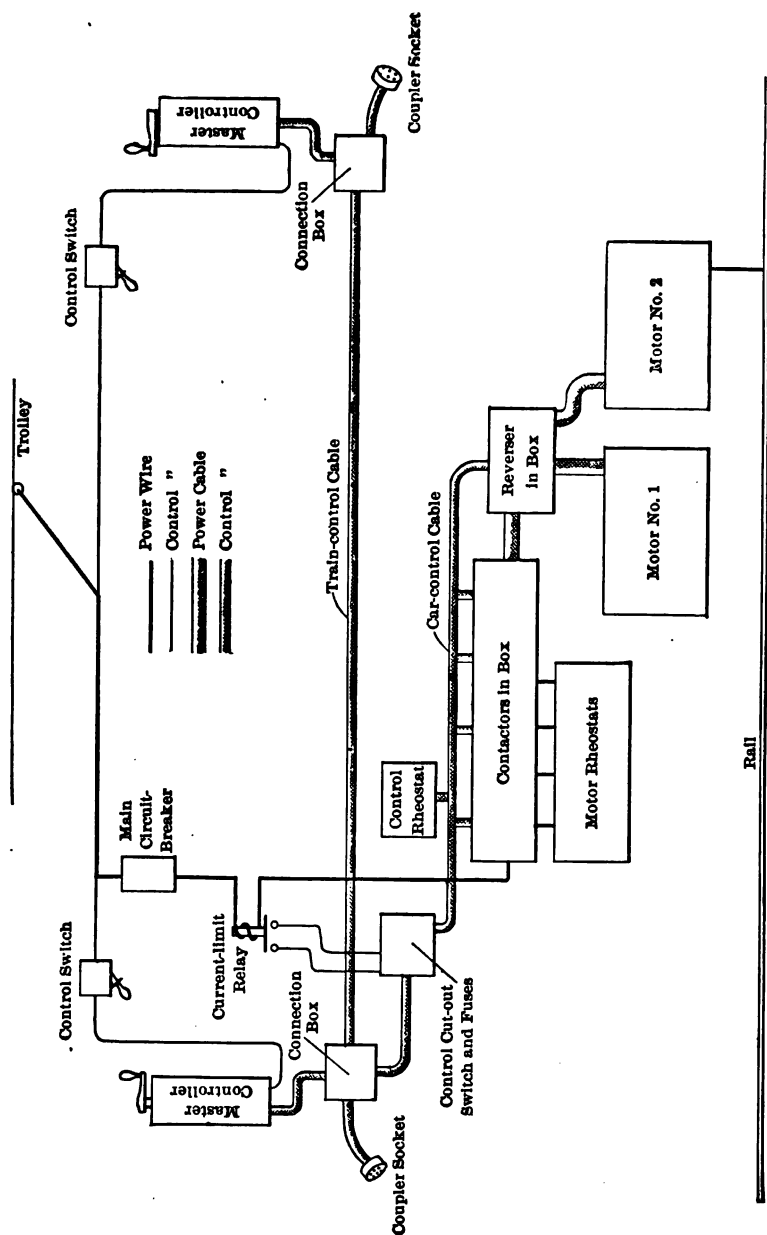 Trolley
Control Switch
Main
Circuit-
Breaker
Control Switch
Power Wire
Control ”
Power Cable
Control ”
Master
Controller
Master
Controller
Current-limit
Relay
Connection
Box
Connection
Box
Coupler Socket
Coupler Socket
Train-control Cable
Control Cut-out
Switch and Fuses
Control
Rheostat
Car-control Cable
Contactors in Box
Reverser
in Box
Motor Rheostats
Motor No. 1
Motor No. 2
Rail